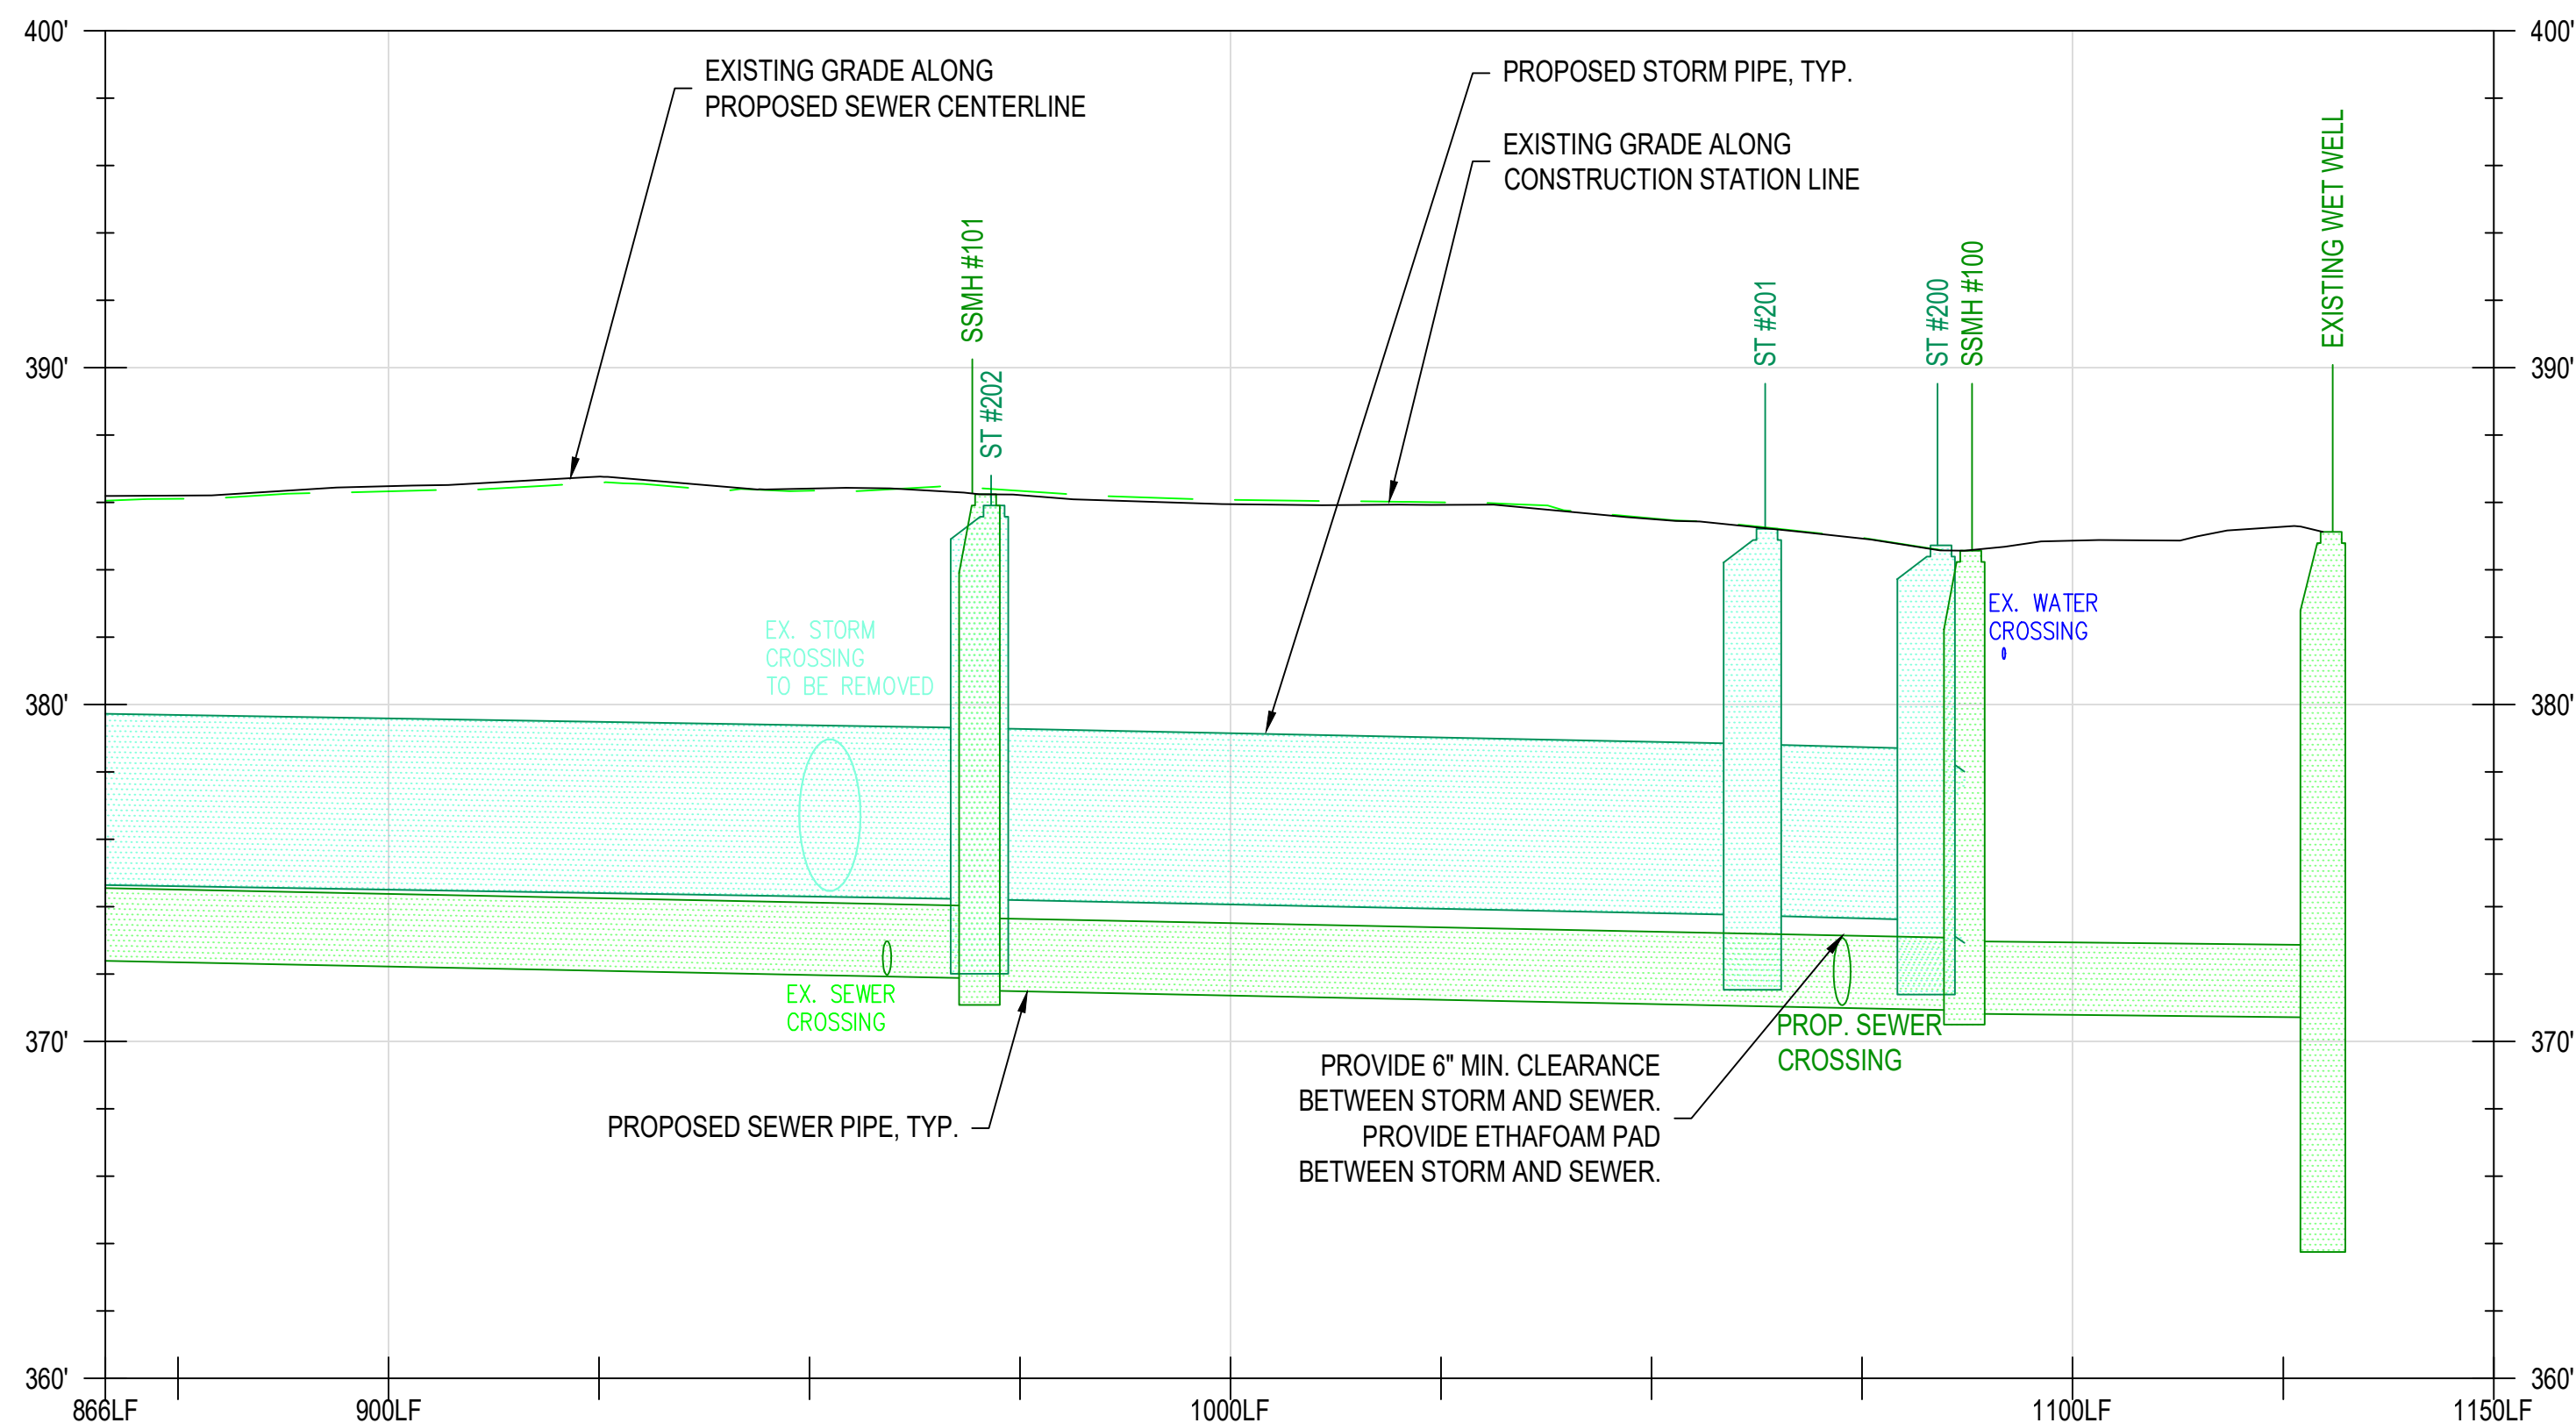 400'
400'
EXISTING GRADE ALONG
PROPOSED SEWER CENTERLINE
PROPOSED STORM PIPE, TYP.
EXISTING GRADE ALONG
CONSTRUCTION STATION LINE
SSMH #101
ST #202
ST #201
ST #200
SSMH #100
EXISTING WET WELL
390'
390'
EX. STORM
CROSSING
TO BE REMOVED
EX. WATER
CROSSING
380'
380'
EX. SEWER
CROSSING
PROP. SEWER
CROSSING
370'
370'
PROVIDE 6" MIN. CLEARANCE
BETWEEN STORM AND SEWER.
PROVIDE ETHAFOAM PAD
BETWEEN STORM AND SEWER.
PROPOSED SEWER PIPE, TYP.
360'
360'
866LF
900LF
1000LF
1100LF
1150LF